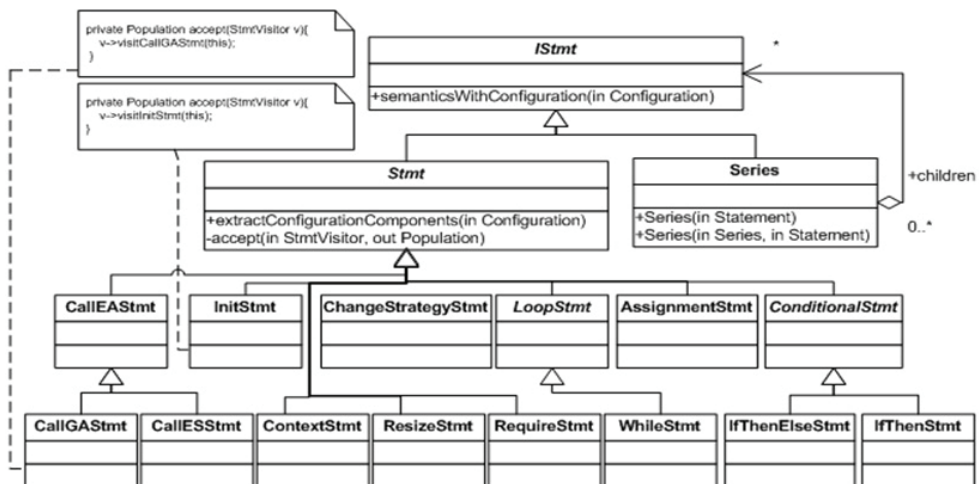 private Population accept(StmtVisitor v){
v->visitCallGAStmt(this);
}
private Population accept(StmtVisitor v){
v->visitInitStmt(this);
}
IStmt
*
+semanticsWithConfiguration(in Configuration)
Stmt
+extractConfigurationComponents(in Configuration)
-accept(in StmtVisitor, out Population)
Series
+Series(in Statement)
+Series(in Series, in Statement)
+children
0..*
CallEAStmt
InitStmt
ChangeStrategyStmt
LoopStmt
AssignmentStmt
ConditionalStmt
CallGAStmt
CallESStmt
ContextStmt
ResizeStmt
RequireStmt
WhileStmt
IfThenElseStmt
IfThenStmt